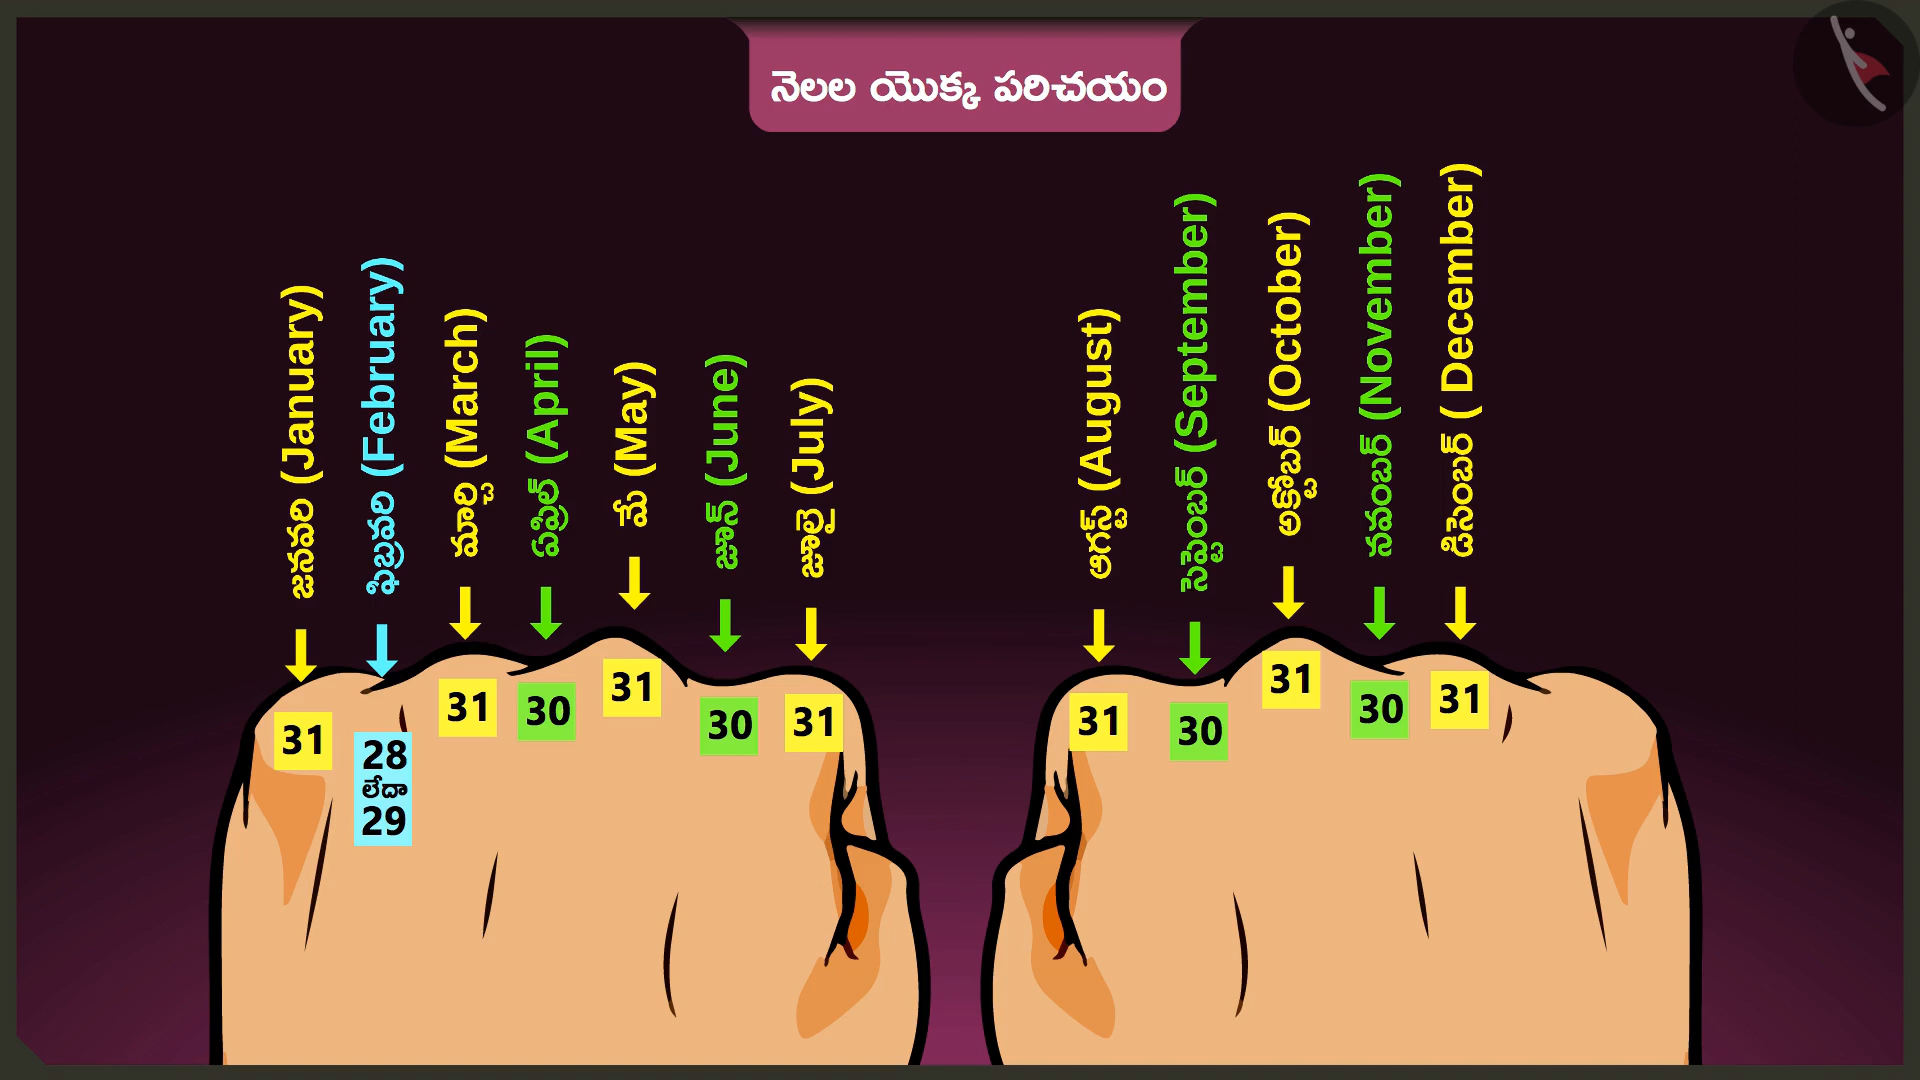 నెలల యొక్క పరిచయం
జనవరి (January)
ఫిబ్రవరి (February)
మార్చి (March)
ఏప్రిల్ (April)
మే (May)
జూన్ (June)
జూలై (July)
ఆగస్ట్ (August)
సెప్టెంబర్ (September)
అక్టోబర్ (October)
నవంబర్ (November)
డిసెంబర్ ( December)
31
28
లేదా
29
31
30
31
30
31
31
30
31
30
31